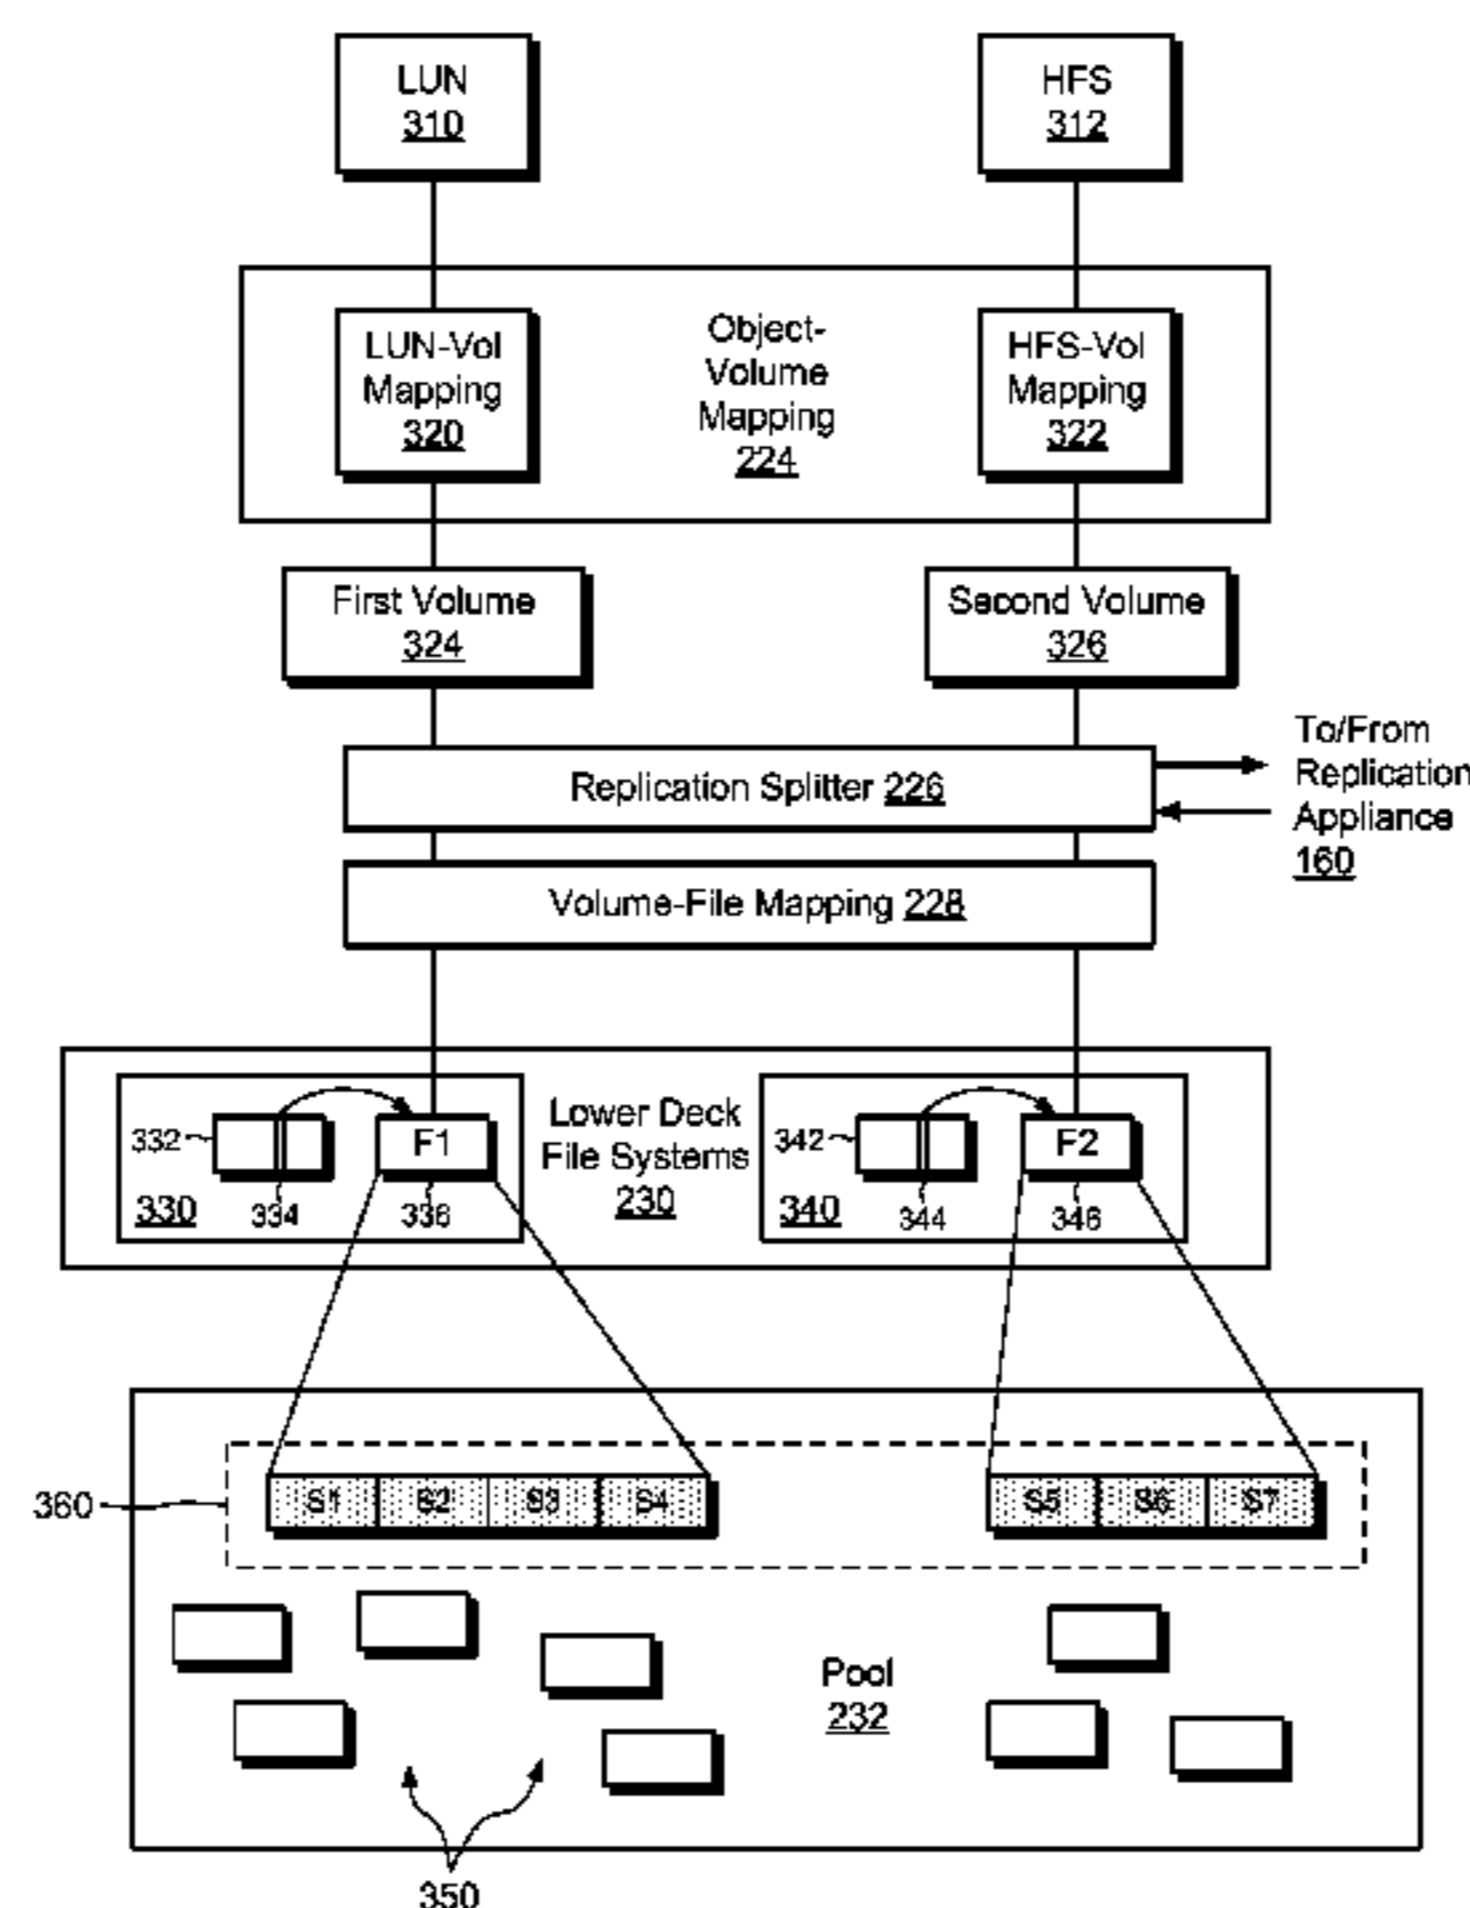 LUN
310
HFS
312
LUN-Vol
Mapping
320
Object-
Volume
Mapping
224
HFS-Vol
Mapping
322
First Volume
324
Second Volume
326
Replication Splitter 226
To/From
Replication
Appliance
160
Volume-File Mapping 228
332
F1
330
334
336
Lower Deck
File Systems
230
342
F2
340
344
346
360
S1 S2 S3 S4
S5 S6 S7
Pool
232
350